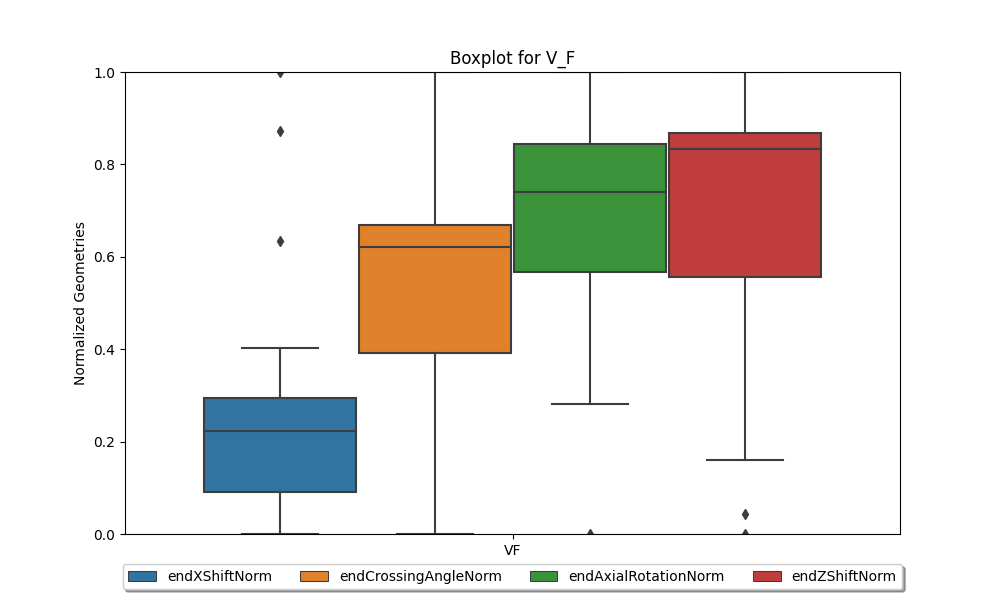 Boxplot for V_F
Normalized Geometries
1.0
0.8
0.6
0.4
0.2
0.0
VF
endXShiftNorm endCrossingAngleNorm endAxialRotationNorm endZShiftNorm